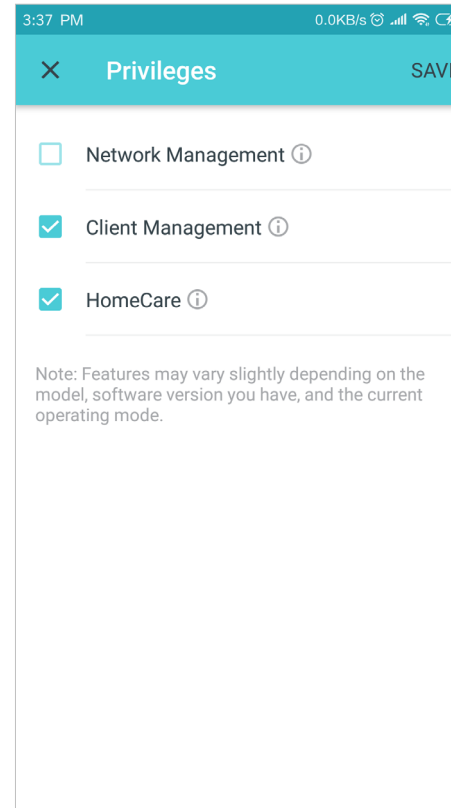 3:37 PM 0.0KB/s
Privileges
Network Management
Client Management
HomeCare
Note: Features may vary slightly depending on the
model, software version you have, and the current
operating mode.